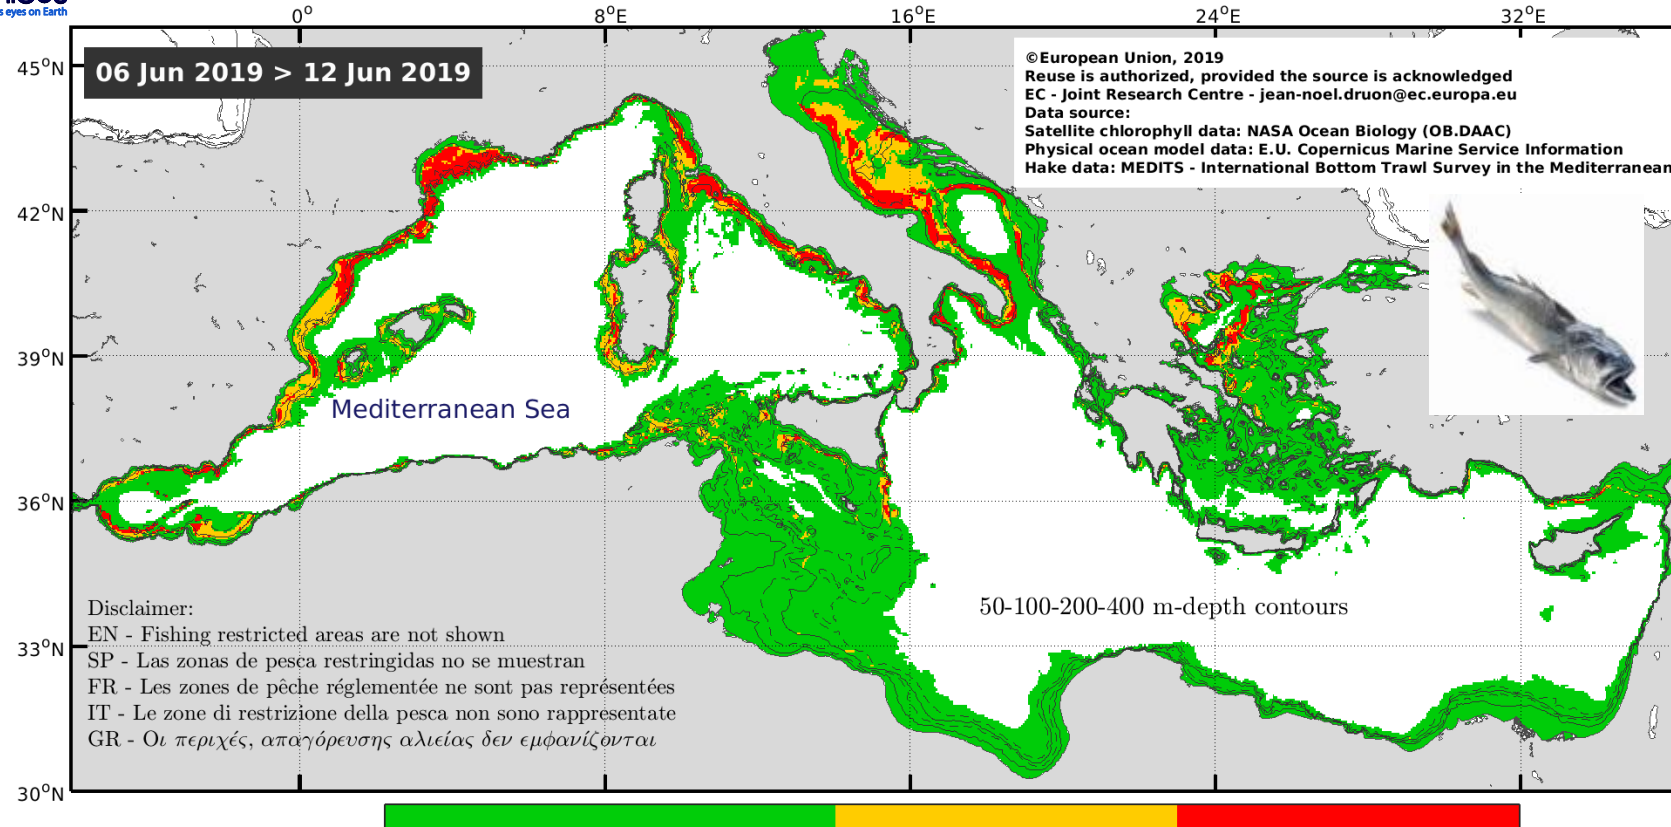 s eyes on Earth
0° 8°E 16°E 24°E 32°E
45°N
42°N
39°N
36°N
33°N
30°N
06 Jun 2019 > 12 Jun 2019
©European Union, 2019
Reuse is authorized, provided the source is acknowledged
EC - Joint Research Centre - jean-noel.druon@ec.europa.eu
Data source:
Satellite chlorophyll data: NASA Ocean Biology (OB.DAAC)
Physical ocean model data: E.U. Copernicus Marine Service Information
Hake data: MEDITS - International Bottom Trawl Survey in the Mediterranean
Mediterranean Sea
50-100-200-400 m-depth contours
Disclaimer:
EN - Fishing restricted areas are not shown
SP - Las zonas de pesca restringidas no se muestran
FR - Les zones de pêche réglementée ne sont pas représentées
IT - Le zone di restrizione della pesca non sono rappresentate
GR - Οι περιχές, απαγόρευσης αλιείας δεν εμφανίζονται